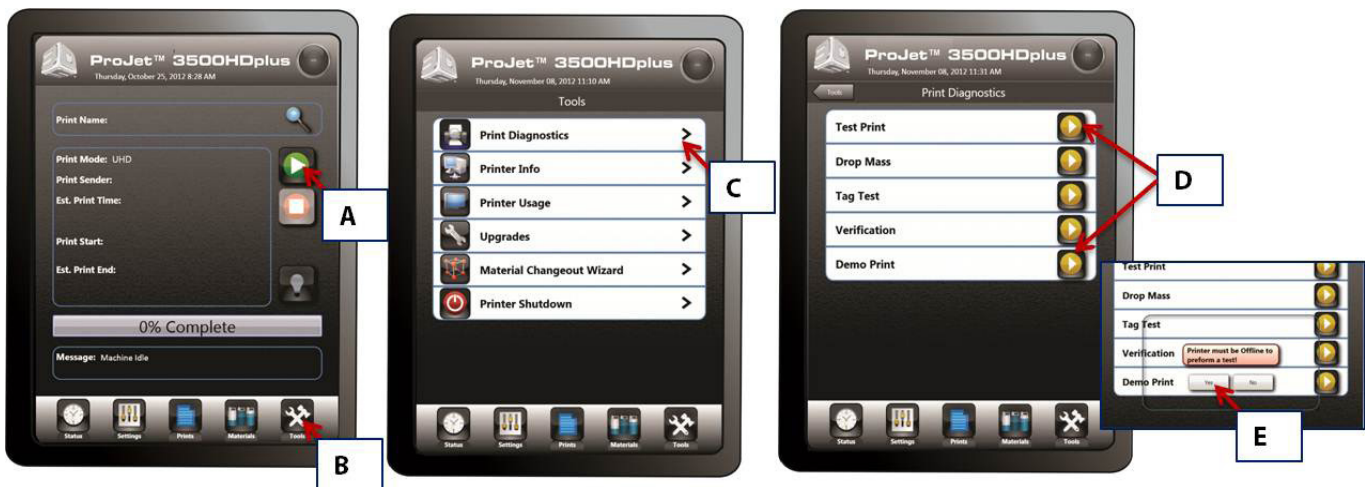 ProJet™ 3500HDplus
Thursday, October 25, 2012 8:28 AM
Print Name:
Print Mode: UHD
Print Sender:
Est. Print Time:
Print Start:
Est. Print End:
0% Complete
Message: Machine Idle
Status Settings Prints Materials Tools
A
B
ProJet™ 3500HDplus
Thursday, November 08, 2012 11:10 AM
Tools
Print Diagnostics
Printer Info
Printer Usage
Upgrades
Material Changeout Wizard
Printer Shutdown
Status Settings Prints Materials Tools
C
ProJet™ 3500HDplus
Thursday, November 08, 2012 11:31 AM
Tools Print Diagnostics
Test Print
Drop Mass
Tag Test
Verification
Demo Print
Status Settings Prints Materials Tools
D
Test Print
Drop Mass
Tag Test
Verification
Printer must be Offline to
preform a test!
Demo Print Yes No
E